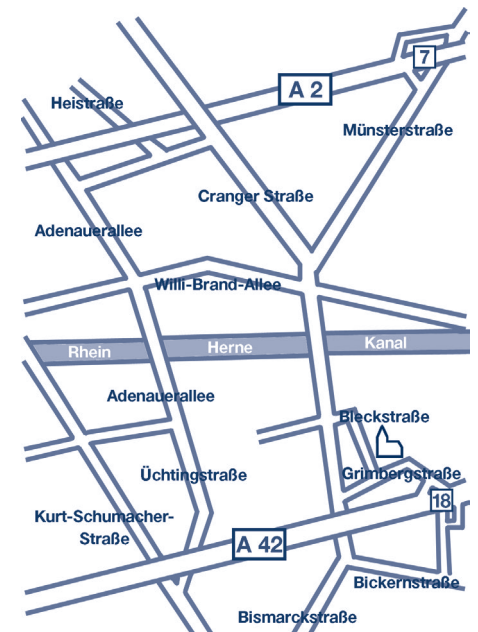 7
A 2
Heistraße
Münsterstraße
Cranger Straße
Adenauerallee
Willi-Brand-Allee
Rhein
Herne
Kanal
Adenauerallee
Bleckstraße
Üchtingstraße
Grimbergstraße
18
Kurt-Schumacher-
Straße
A 42
Bickernstraße
Bismarckstraße